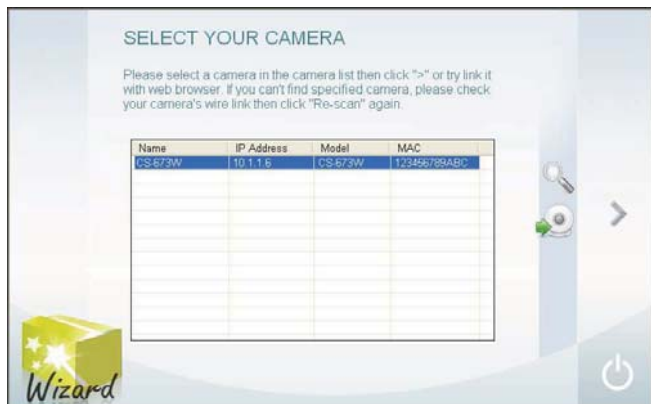 SELECT YOUR CAMERA
Please select a camera in the camera list then click ">" or try link it
with web browser. If you can't find specified camera, please check
your camera's wire link then click "Re-scan" again.
Name IP Address Model MAC
CS-673W 10.1.1.6 CS-673W 123456789ABC
Wizard